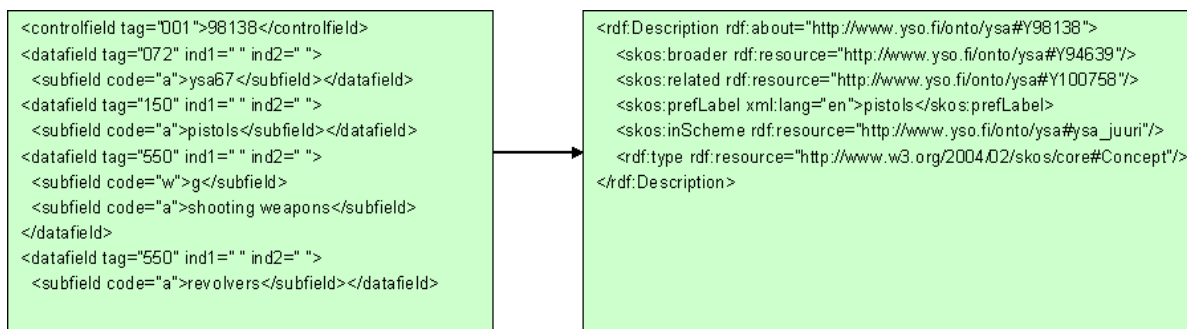 <controlfield tag="001">98138</controlfield>
<datafield tag="072" ind1=" " ind2=" ">
<subfield code="a">ysa67</subfield></datafield>
<datafield tag="150" ind1=" " ind2=" ">
<subfield code="a">pistols</subfield></datafield>
<datafield tag="550" ind1=" " ind2=" ">
<subfield code="w">g</subfield>
<subfield code="a">shooting weapons</subfield>
</datafield>
<datafield tag="550" ind1=" " ind2=" ">
<subfield code="a">revolvers</subfield></datafield>
<rdf:Description rdf:about="http://www.yso.fi/onto/ysa#Y98138">
<skos:broader rdf:resource="http://www.yso.fi/onto/ysa#Y94639"/>
<skos:related rdf:resource="http://www.yso.fi/onto/ysa#Y100758"/>
<skos:prefLabel xml:lang="en">pistols</skos:prefLabel>
<skos:inScheme rdf:resource="http://www.yso.fi/onto/ysa#ysa_juuri"/>
<rdf:type rdf:resource="http://www.w3.org/2004/02/skos/core#Concept"/>
</rdf:Description>